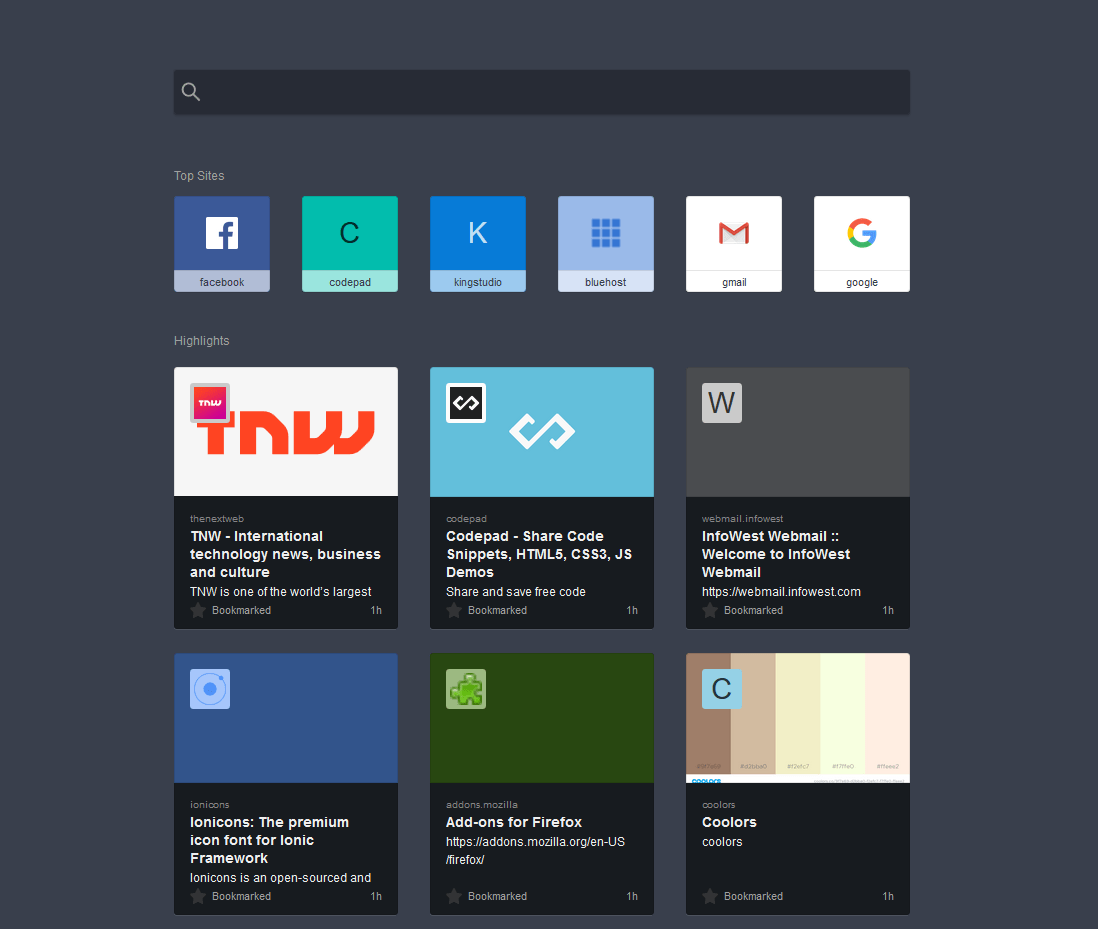 Top Sites
C
K
facebook
codepad
kingstudio
bluehost
gmail
google
Highlights
TNW
TNW
W
thenextweb
TNW - International
technology news, business
and culture
TNW is one of the world's largest
Bookmarked 1h
codepad
Codepad - Share Code
Snippets, HTML5, CSS3, JS
Demos
Share and save free code
Bookmarked 1h
webmail.infowest
InfoWest Webmail ::
Welcome to InfoWest
Webmail
https://webmail.infowest.com
Bookmarked 1h
C
#d2bba0 #f2efc7 #f7ffe0 #ffeee2
coolors
ionicons
Ionicons: The premium
icon font for Ionic
Framework
Ionicons is an open-sourced and
Bookmarked 1h
addons.mozilla
Add-ons for Firefox
https://addons.mozilla.org/en-US
/firefox/
Bookmarked 1h
coolors
Coolors
coolors
Bookmarked 1h